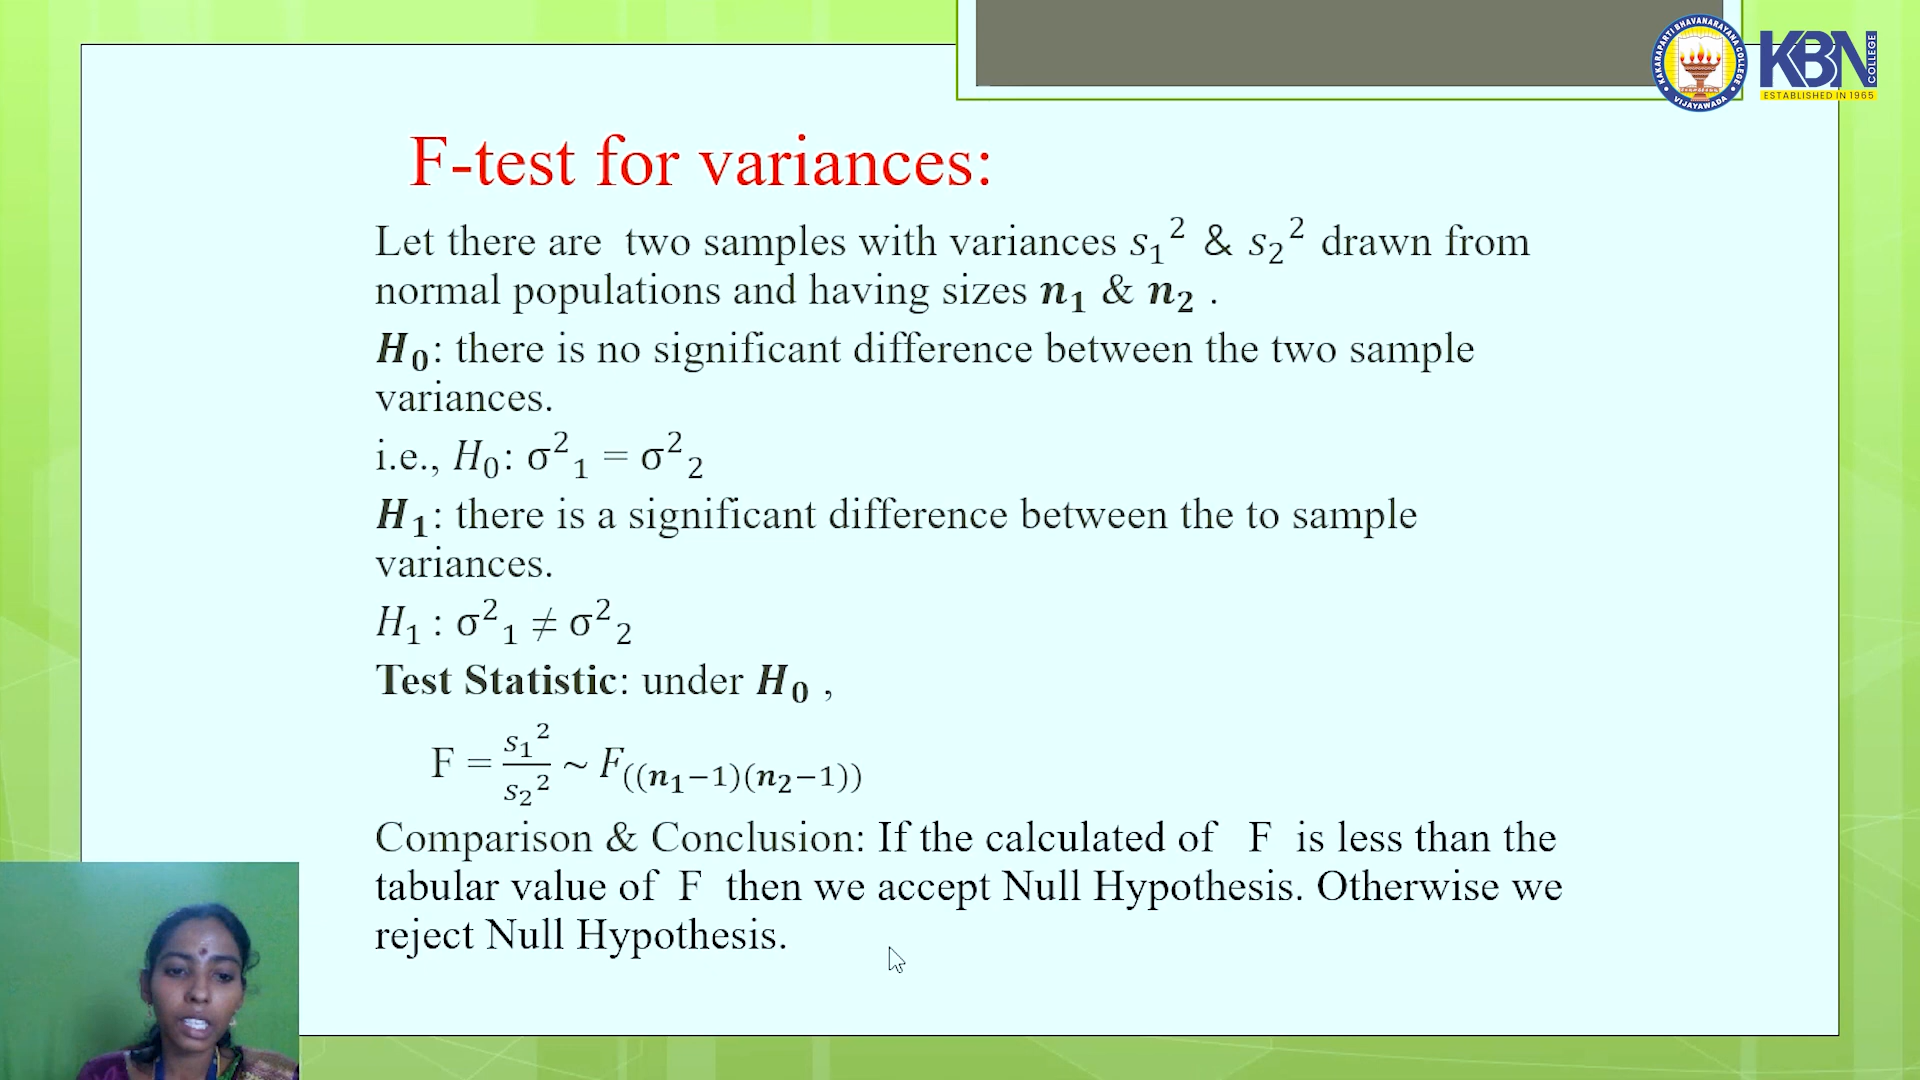 KAKARAPARTI BHAVANARAYANA COLLEGE
VIJAYAWADA
KBN
COLLEGE
ESTABLISHED IN 1965
F-test for variances:
Let there are two samples with variances s₁² & s₂² drawn from
normal populations and having sizes n₁ & n₂ .
H₀: there is no significant difference between the two sample
variances.
i.e., H₀: σ²₁ = σ²₂
H₁: there is a significant difference between the to sample
variances.
H₁ : σ²₁ ≠ σ²₂
Test Statistic: under H₀ ,
F = s₁²/s₂² ~ F₍₍n₁−1₎₍n₂−1₎₎
Comparison & Conclusion: If the calculated of F is less than the
tabular value of F then we accept Null Hypothesis. Otherwise we
reject Null Hypothesis.